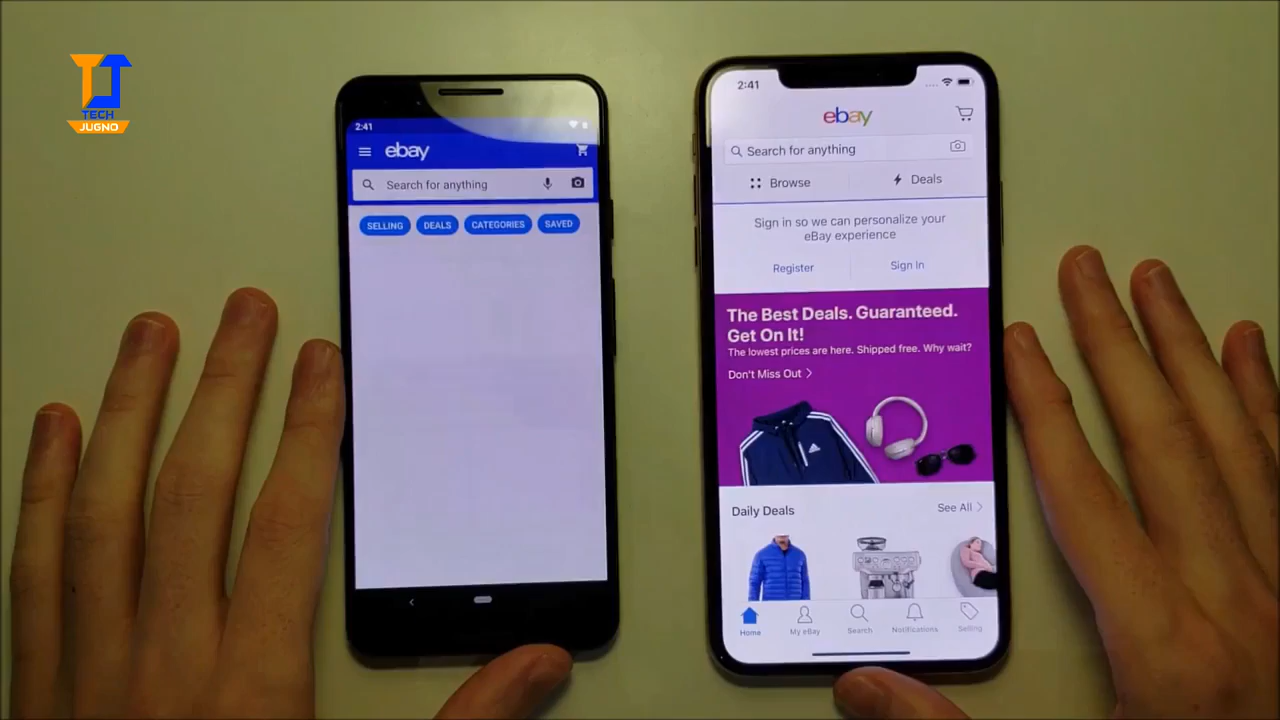 TECH
JUGNO
2:41
ebay
Search for anything
SELLING DEALS CATEGORIES SAVED
2:41
ebay
Search for anything
Browse Deals
Sign in so we can personalize your
eBay experience
Register Sign In
The Best Deals. Guaranteed.
Get On It!
The lowest prices are here. Shipped free. Why wait?
Don't Miss Out
Daily Deals See All
Home My eBay Search Notifications Selling